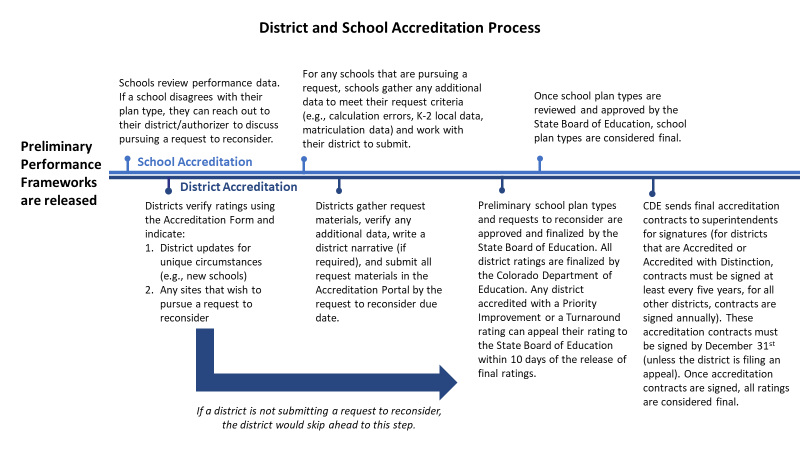 District and School Accreditation Process
Preliminary
Performance
Frameworks
are released
Schools review performance data.
If a school disagrees with their
plan type, they can reach out to
their district/authorizer to discuss
pursuing a request to reconsider.
For any schools that are pursuing a
request, schools gather any additional
data to meet their request criteria
(e.g., calculation errors, K-2 local data,
matriculation data) and work with
their district to submit.
Once school plan types are
reviewed and approved by the
State Board of Education, school
plan types are considered final.
School Accreditation
District Accreditation
Districts verify ratings using
the Accreditation Form and
indicate:
1. District updates for
unique circumstances
(e.g., new schools)
2. Any sites that wish to
pursue a request to
reconsider
Districts gather request
materials, verify any
additional data, write a
district narrative (if
required), and submit all
request materials in the
Accreditation Portal by the
request to reconsider due
date.
Preliminary school plan types
and requests to reconsider are
approved and finalized by the
State Board of Education. All
district ratings are finalized by
the Colorado Department of
Education. Any district
accredited with a Priority
Improvement or a Turnaround
rating can appeal their rating to
the State Board of Education
within 10 days of the release of
final ratings.
CDE sends final accreditation
contracts to superintendents
for signatures (for districts
that are Accredited or
Accredited with Distinction,
contracts must be signed at
least every five years, for all
other districts, contracts are
signed annually). These
accreditation contracts must
be signed by December 31st
(unless the district is filing an
appeal). Once accreditation
contracts are signed, all ratings
are considered final.
If a district is not submitting a request to reconsider,
the district would skip ahead to this step.